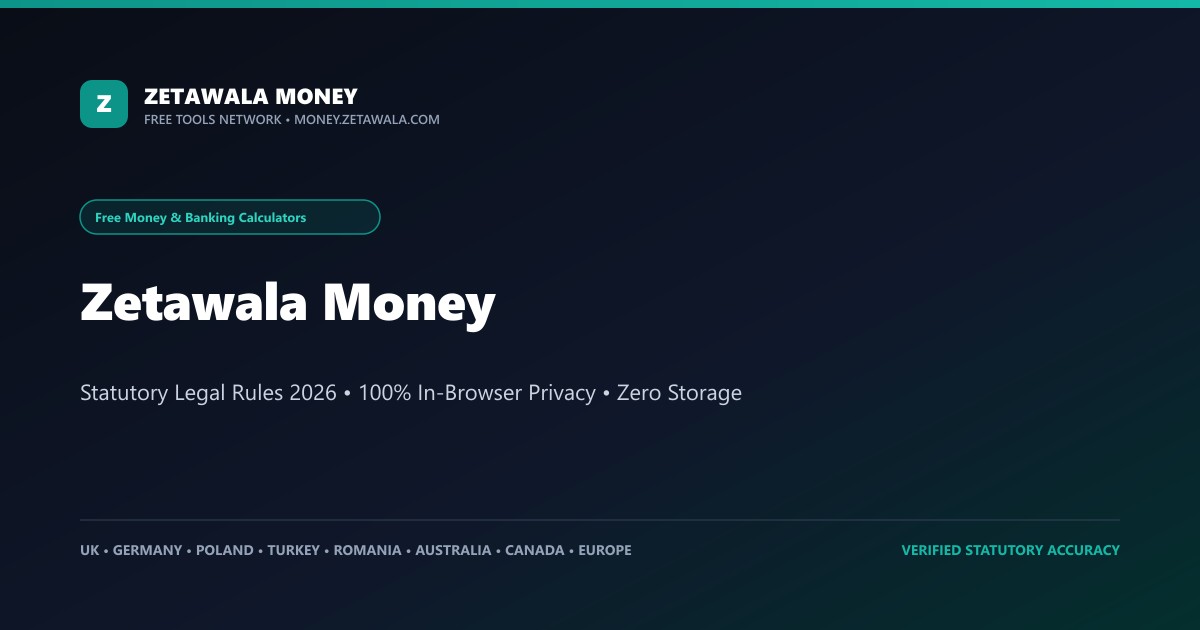 Z
ZETAWALA MONEY
FREE TOOLS NETWORK • MONEY.ZETAWALA.COM
Free Money & Banking Calculators
Zetawala Money
Statutory Legal Rules 2026 • 100% In-Browser Privacy • Zero Storage
UK • GERMANY • POLAND • TURKEY • ROMANIA • AUSTRALIA • CANADA • EUROPE
VERIFIED STATUTORY ACCURACY